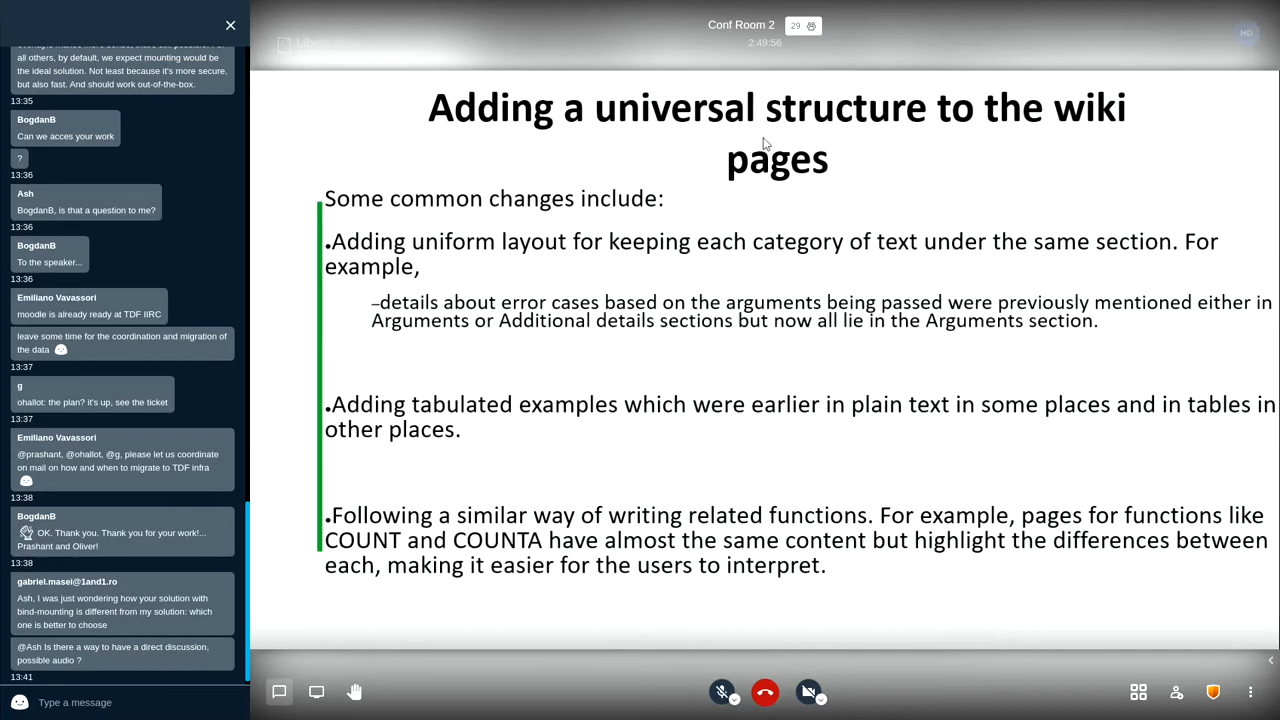 all others, by default, we expect mounting would be
the ideal solution. Not least because it's more secure,
but also fast. And should work out-of-the-box.
13:35
BogdanB
Can we acces your work
?
13:36
Ash
BogdanB, is that a question to me?
13:36
BogdanB
To the speaker...
13:36
Emiliano Vavassori
moodle is already ready at TDF IIRC
leave some time for the coordination and migration of
the data
13:37
g
ohallot: the plan? it's up, see the ticket
13:37
Emiliano Vavassori
@prashant, @ohallot, @g, please let us coordinate
on mail on how and when to migrate to TDF infra
13:38
BogdanB
OK. Thank you. Thank you for your work!...
Prashant and Oliver!
13:38
gabriel.masei@1and1.ro
Ash, I was just wondering how your solution with
bind-mounting is different from my solution: which
one is better to choose
@Ash Is there a way to have a direct discussion,
possible audio ?
13:41
Type a message
Conf Room 2
29
2:49:56
HD
Adding a universal structure to the wiki
pages
Some common changes include:
•Adding uniform layout for keeping each category of text under the same section. For
example,
–details about error cases based on the arguments being passed were previously mentioned either in
Arguments or Additional details sections but now all lie in the Arguments section.
•Adding tabulated examples which were earlier in plain text in some places and in tables in
other places.
•Following a similar way of writing related functions. For example, pages for functions like
COUNT and COUNTA have almost the same content but highlight the differences between
each, making it easier for the users to interpret.